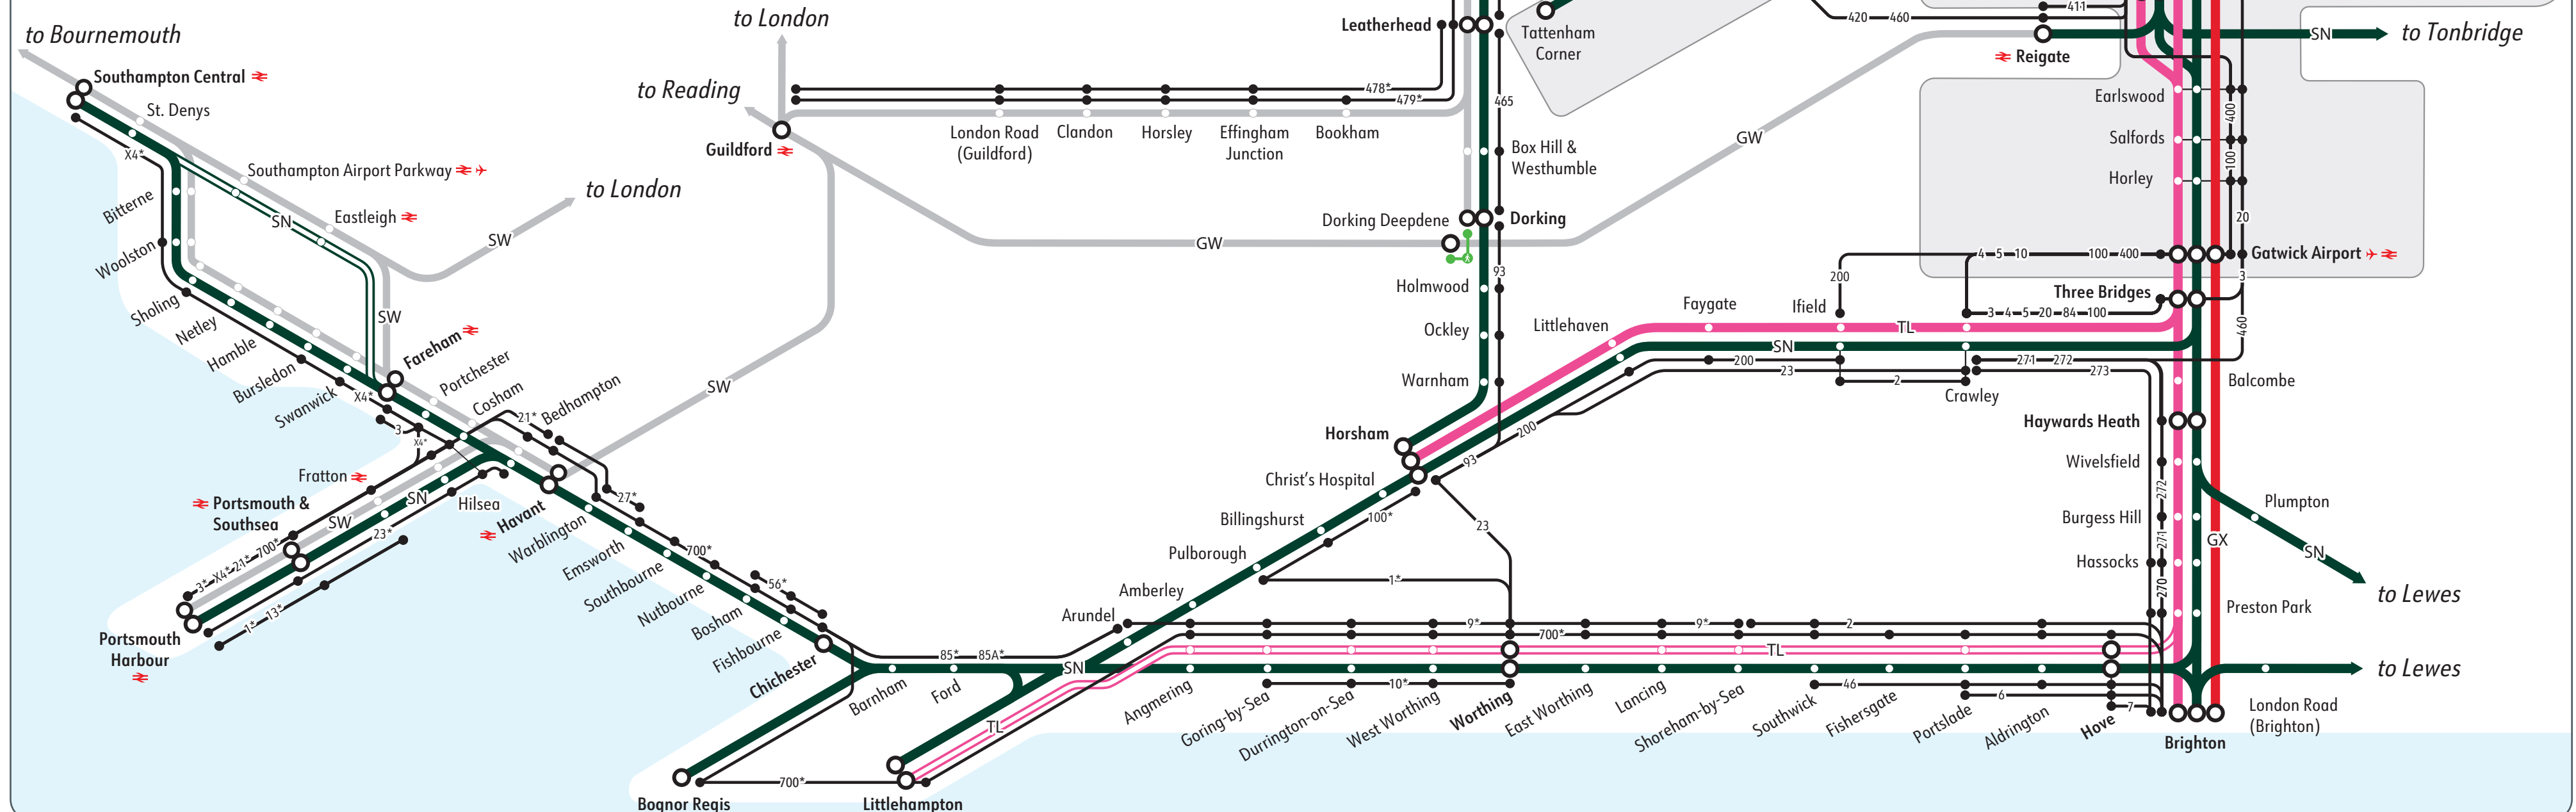 to Bournemouth
Southampton Central
St. Denys
Southampton Airport Parkway
Eastleigh
to London
SW
X4*
SN
Bitterne
Woolston
Sholing
Netley
Hamble
Bursledon
Swanwick
SW
Fareham
Portchester
Cosham
Bedhampton
21*
X4*
3
X4*
Fratton
Portsmouth &
Southsea
SW
SN
Hilsea
Havant
23*
3* X4* 21* 700*
1* 13*
Portsmouth
Harbour
27*
Warblington
Emsworth
Southbourne
Nutbourne
Bosham
Fishbourne
Chichester
700*
56*
85* 85A*
Barnham
Ford
SN
TL
700*
Bognor Regis
Littlehampton
to London
to Reading
Guildford
478*
479*
London Road
(Guildford)
Clandon
Horsley
Effingham
Junction
Bookham
SW
GW
GW
Leatherhead
465
Tattenham
Corner
Box Hill &
Westhumble
Dorking Deepdene
Dorking
93
Holmwood
Ockley
Warnham
Horsham
Christ's Hospital
Billingshurst
Pulborough
Amberley
Arundel
100*
93
200
23
1*
Littlehaven
Faygate
Ifield
TL
SN
200
200
23
2
Crawley
271 272
273
420 460
411
Reigate
SN
to Tonbridge
Earlswood
Salfords
Horley
400
100
20
4 5 10 100 400
Gatwick Airport
3
Three Bridges
3 4 5 20 84 100
460
Balcombe
Haywards Heath
Wivelsfield
Burgess Hill
Hassocks
272
271
270
GX
Plumpton
SN
to Lewes
Preston Park
9*
9*
2
700*
TL
10*
46
6
7
Angmering
Goring-by-Sea
Durrington-on-Sea
West Worthing
Worthing
East Worthing
Lancing
Shoreham-by-Sea
Southwick
Fishersgate
Portslade
Aldrington
Hove
Brighton
to Lewes
London Road
(Brighton)